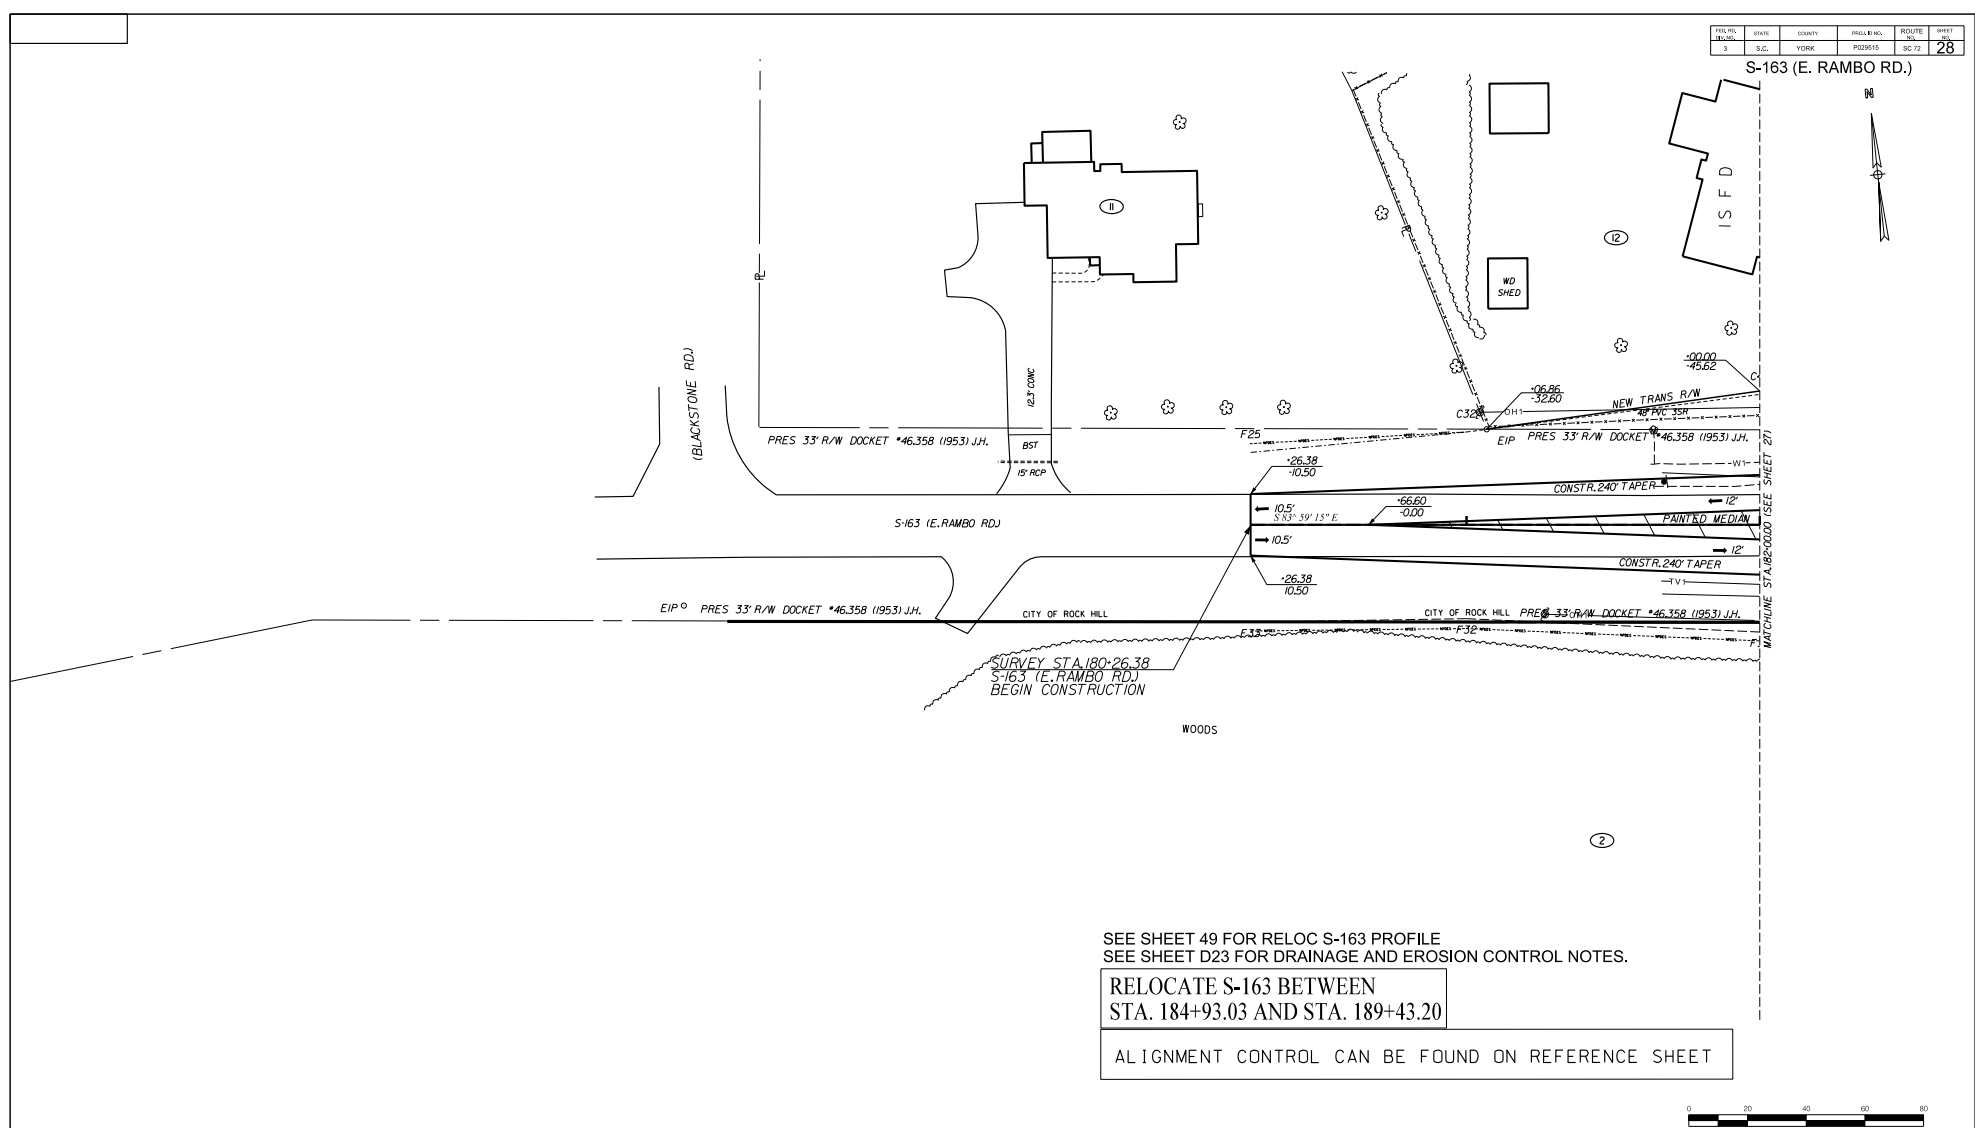 FED. RD. DIV. NO. STATE COUNTY PROJ. ID NO. ROUTE NO. SHEET NO.
3 S.C. YORK P029515 SC 72 28
S-163 (E. RAMBO RD.)
N
11
ISFD
12
WD
SHED
PL
PL
(BLACKSTONE RD.)
12.3' CONC
+00.00
-45.62
+06.86
-32.60
NEW TRANS R/W
C
C32
OH1
48" PVC 3SR
PRES 33' R/W DOCKET #46.358 (1953) J.H.
BST
F25
EIP
PRES 33' R/W DOCKET #46.358 (1953) J.H.
15" RCP
+26.38
-10.50
W1
CONSTR. 240' TAPER
+66.60
-0.00
12'
10.5'
S 83° 59' 15" E
S-163 (E. RAMBO RD.)
PAINTED MEDIAN
10.5'
12'
CONSTR. 240' TAPER
+26.38
10.50
TV1
MATCHLINE STA. 182+00.00 (SEE SHEET 27)
EIP
PRES 33' R/W DOCKET #46.358 (1953) J.H.
CITY OF ROCK HILL
CITY OF ROCK HILL
PRES 33' R/W DOCKET #46.358 (1953) J.H.
F33
F32
F
SURVEY STA. 180+26.38
S-163 (E. RAMBO RD.)
BEGIN CONSTRUCTION
WOODS
2
SEE SHEET 49 FOR RELOC S-163 PROFILE
SEE SHEET D23 FOR DRAINAGE AND EROSION CONTROL NOTES.
RELOCATE S-163 BETWEEN
STA. 184+93.03 AND STA. 189+43.20
ALIGNMENT CONTROL CAN BE FOUND ON REFERENCE SHEET
0 20 40 60 80